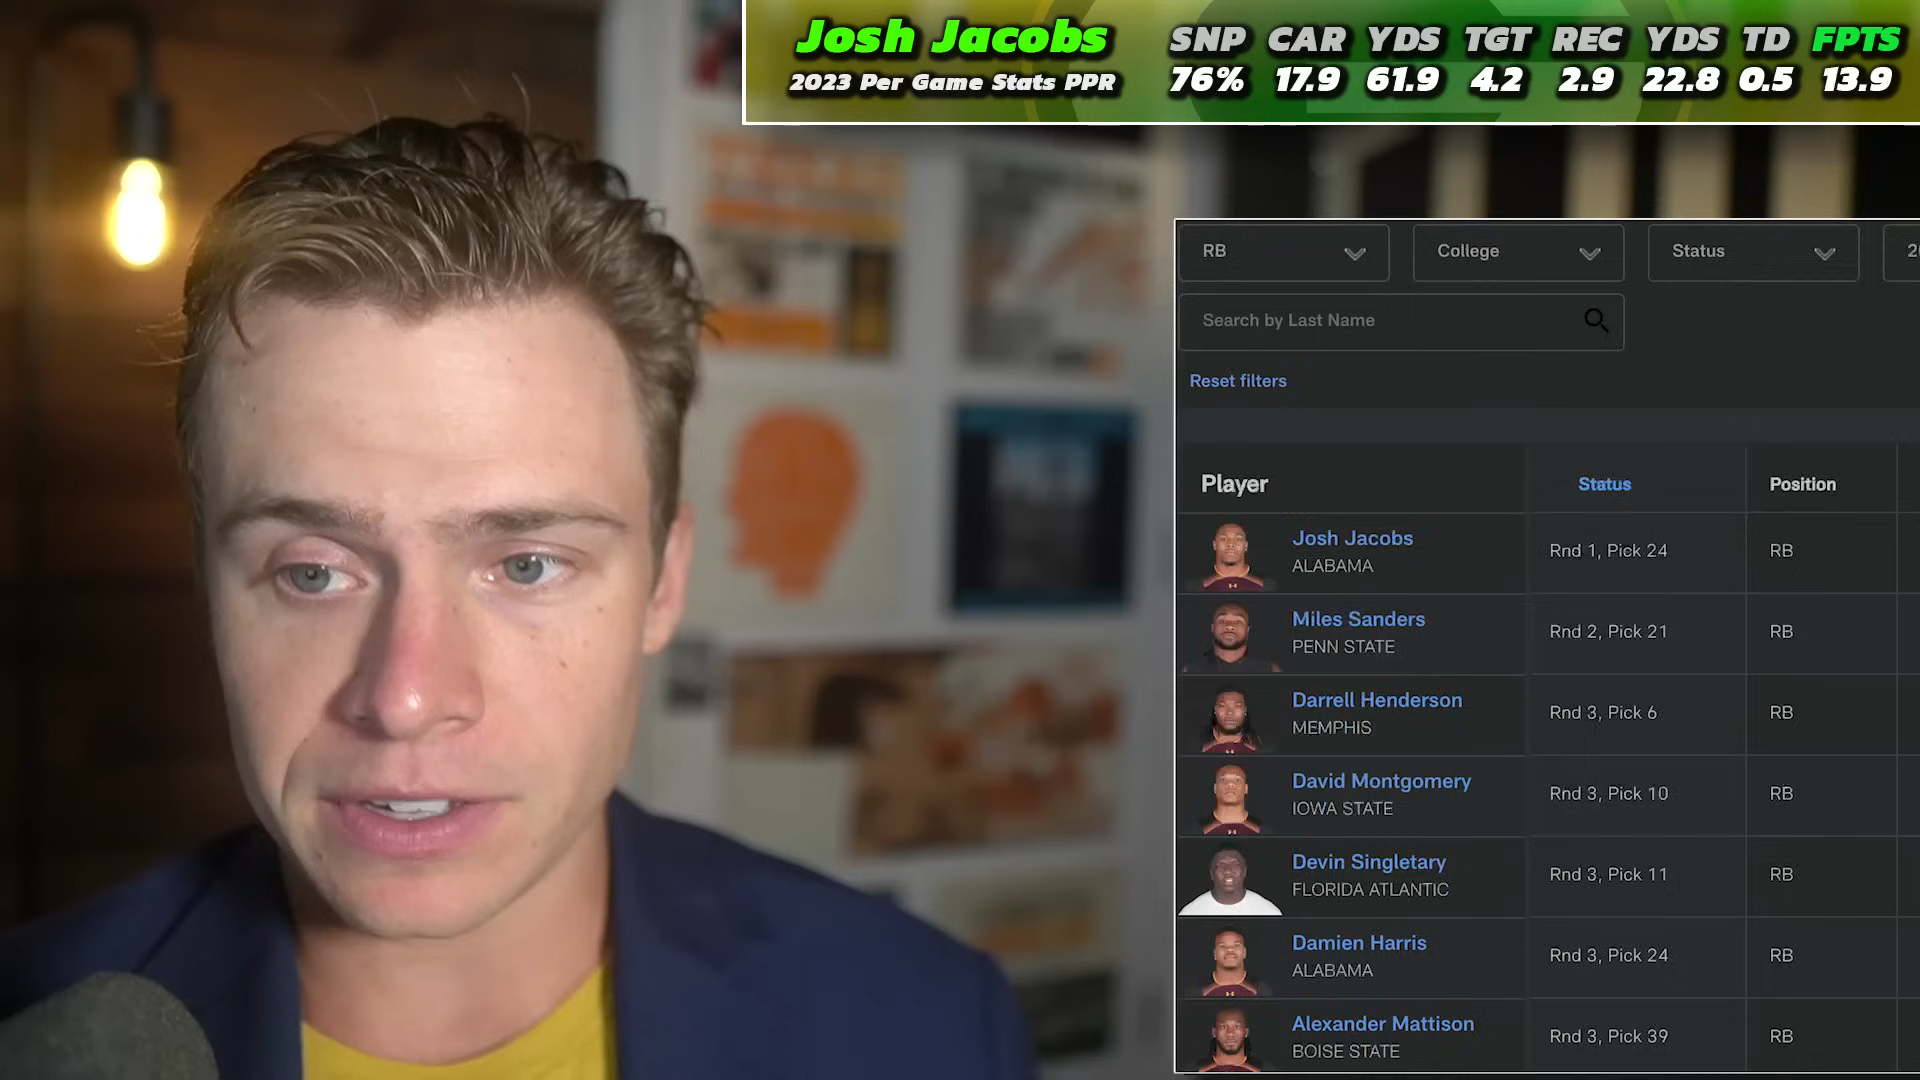 Josh Jacobs
2023 Per Game Stats PPR
SNP CAR YDS TGT REC YDS TD FPTS
76% 17.9 61.9 4.2 2.9 22.8 0.5 13.9
RB College Status
Search by Last Name
Reset filters
Player Status Position
Josh Jacobs
ALABAMA
Rnd 1, Pick 24 RB
Miles Sanders
PENN STATE
Rnd 2, Pick 21 RB
Darrell Henderson
MEMPHIS
Rnd 3, Pick 6 RB
David Montgomery
IOWA STATE
Rnd 3, Pick 10 RB
Devin Singletary
FLORIDA ATLANTIC
Rnd 3, Pick 11 RB
Damien Harris
ALABAMA
Rnd 3, Pick 24 RB
Alexander Mattison
BOISE STATE
Rnd 3, Pick 39 RB